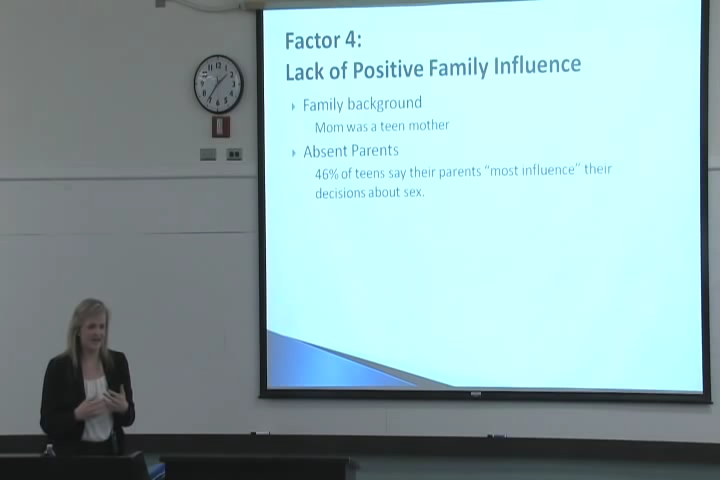 Factor 4:
Lack of Positive Family Influence
Family background
Mom was a teen mother
Absent Parents
46% of teens say their parents “most influence” their
decisions about sex.